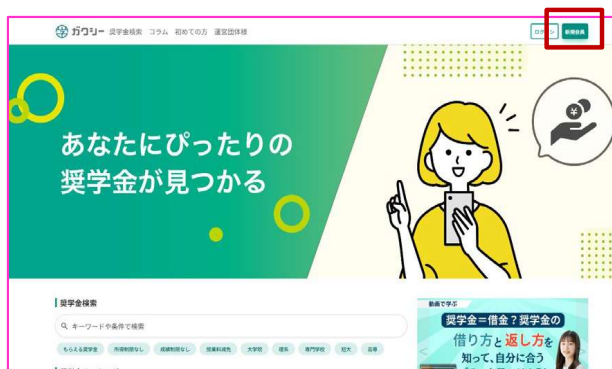 ガクシー 奨学金検索 コラム 初めての方 運営団体様
新規会員
あなたにぴったりの
奨学金が見つかる
¥
奨学金検索
キーワードや条件で検索
もらえる奨学金 所得制限なし 成績制限なし 授業料減免 大学院 理系 専門学校 短大 高専
動画で学ぶ
奨学金=借金?奨学金の
借り方と返し方を
知って、自分に合う